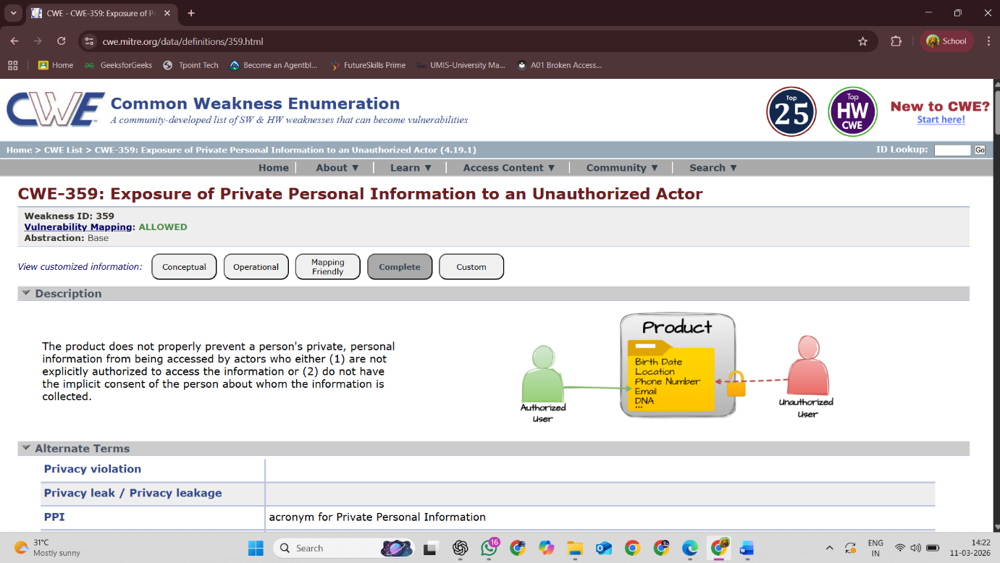 CWE - CWE-359: Exposure of Pr
cwe.mitre.org/data/definitions/359.html
School
Home
GeeksforGeeks
Tpoint Tech
Become an Agentbl...
FutureSkills Prime
UMIS-University Ma...
A01 Broken Access...
CWE
Common Weakness Enumeration
A community-developed list of SW & HW weaknesses that can become vulnerabilities
Top
25
Top
HW
CWE
New to CWE?
Start here!
Home > CWE List > CWE-359: Exposure of Private Personal Information to an Unauthorized Actor (4.19.1)
ID Lookup:
Go
Home
About ▼
Learn ▼
Access Content ▼
Community ▼
Search ▼
CWE-359: Exposure of Private Personal Information to an Unauthorized Actor
Weakness ID: 359
Vulnerability Mapping: ALLOWED
Abstraction: Base
View customized information:
Conceptual
Operational
Mapping
Friendly
Complete
Custom
Description
The product does not properly prevent a person's private, personal
information from being accessed by actors who either (1) are not
explicitly authorized to access the information or (2) do not have
the implicit consent of the person about whom the information is
collected.
Product
Birth Date
Location
Phone Number
Email
DNA
...
Authorized
User
Unauthorized
User
Alternate Terms
Privacy violation
Privacy leak / Privacy leakage
PPI
acronym for Private Personal Information
31°C
Mostly sunny
Search
16
ENG
IN
14:22
11-03-2026